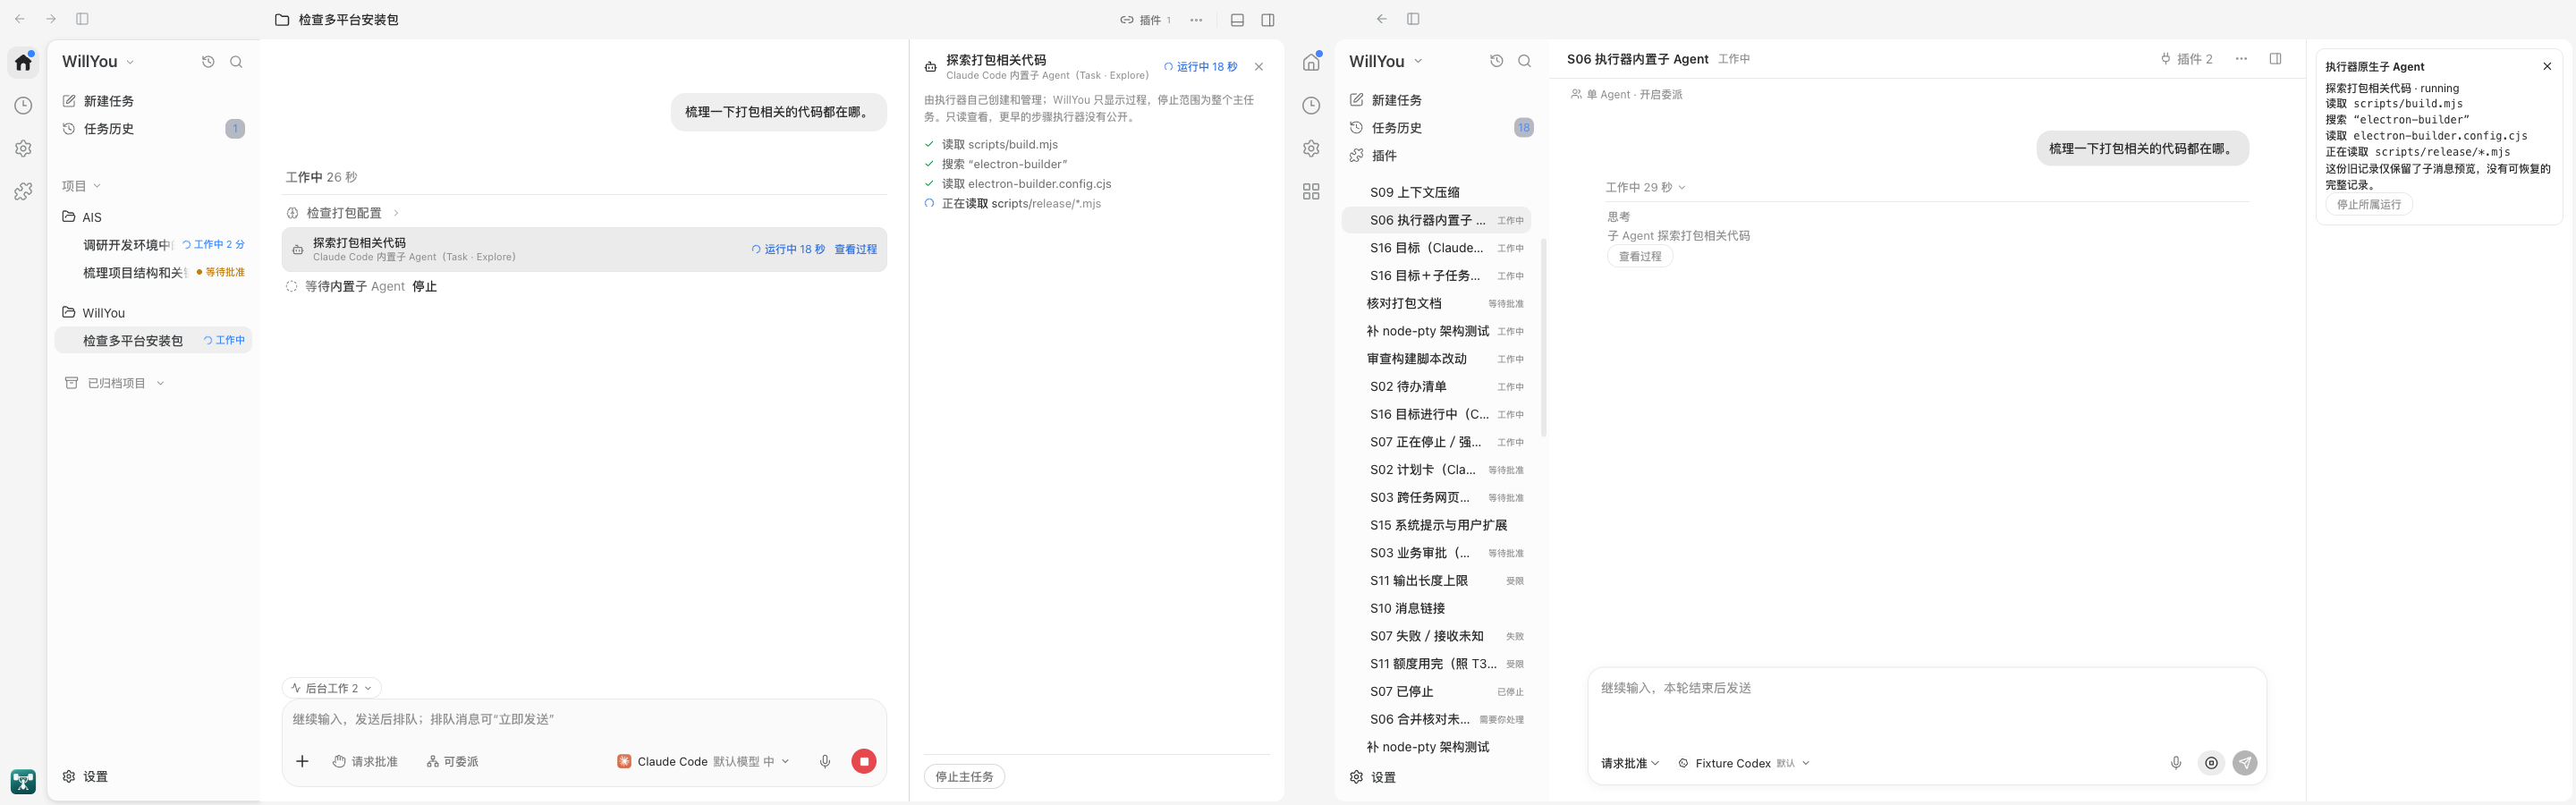 检查多平台安装包
插件 1
WillYou
新建任务
任务历史
1
项目
AIS
调研开发环境中
工作中 2 分
梳理项目结构和关
等待批准
WillYou
检查多平台安装包
工作中
已归档项目
设置
梳理一下打包相关的代码都在哪。
工作中 26 秒
检查打包配置
探索打包相关代码
Claude Code 内置子 Agent（Task · Explore）
运行中 18 秒 查看过程
等待内置子 Agent 停止
后台工作 2
继续输入，发送后排队；排队消息可“立即发送”
请求批准
可委派
Claude Code 默认模型 中
探索打包相关代码
Claude Code 内置子 Agent（Task · Explore）
运行中 18 秒
由执行器自己创建和管理；WillYou 只显示过程，停止范围为整个主任
务。只读查看，更早的步骤执行器没有公开。
读取 scripts/build.mjs
搜索 “electron-builder”
读取 electron-builder.config.cjs
正在读取 scripts/release/*.mjs
停止主任务
WillYou
新建任务
任务历史
18
插件
S09 上下文压缩
S06 执行器内置子 ... 工作中
S16 目标（Claude... 工作中
S16 目标＋子任务... 工作中
核对打包文档 等待批准
补 node-pty 架构测试 工作中
审查构建脚本改动 工作中
S02 待办清单 工作中
S16 目标进行中（C... 工作中
S07 正在停止 / 强... 工作中
S02 计划卡（Cla... 等待批准
S03 跨任务网页... 等待批准
S15 系统提示与用户扩展
S03 业务审批（... 等待批准
S11 输出长度上限 受限
S10 消息链接
S07 失败 / 接收未知 失败
S11 额度用完（照 T3... 受限
S07 已停止 已停止
S06 合并核对未... 需要你处理
补 node-pty 架构测试
设置
S06 执行器内置子 Agent 工作中
插件 2
单 Agent · 开启委派
梳理一下打包相关的代码都在哪。
工作中 29 秒
思考
子 Agent 探索打包相关代码
查看过程
继续输入，本轮结束后发送
请求批准
Fixture Codex 默认
执行器原生子 Agent
探索打包相关代码 · running
读取 scripts/build.mjs
搜索 “electron-builder”
读取 electron-builder.config.cjs
正在读取 scripts/release/*.mjs
这份旧记录仅保留了子消息预览，没有可恢复的
完整记录。
停止所属运行